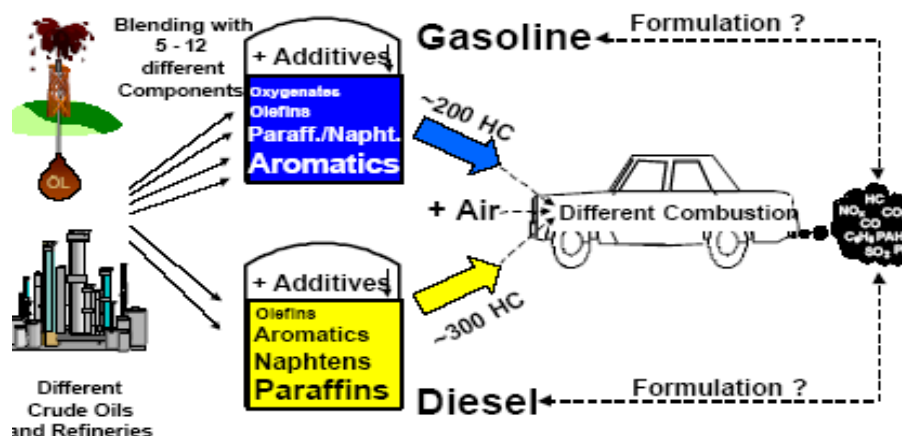 Blending with
5 - 12
different
Components
ÖL
Different
Crude Oils
and Refineries
+ Additives
Oxygenates
Olefins
Paraff./Napht.
Aromatics
+ Additives
Olefins
Aromatics
Naphtens
Paraffins
Gasoline
Formulation ?
~200 HC
+ Air
Different Combustion
~300 HC
Diesel
Formulation ?
HC
NOx CO
CO
PAH
SO2 P